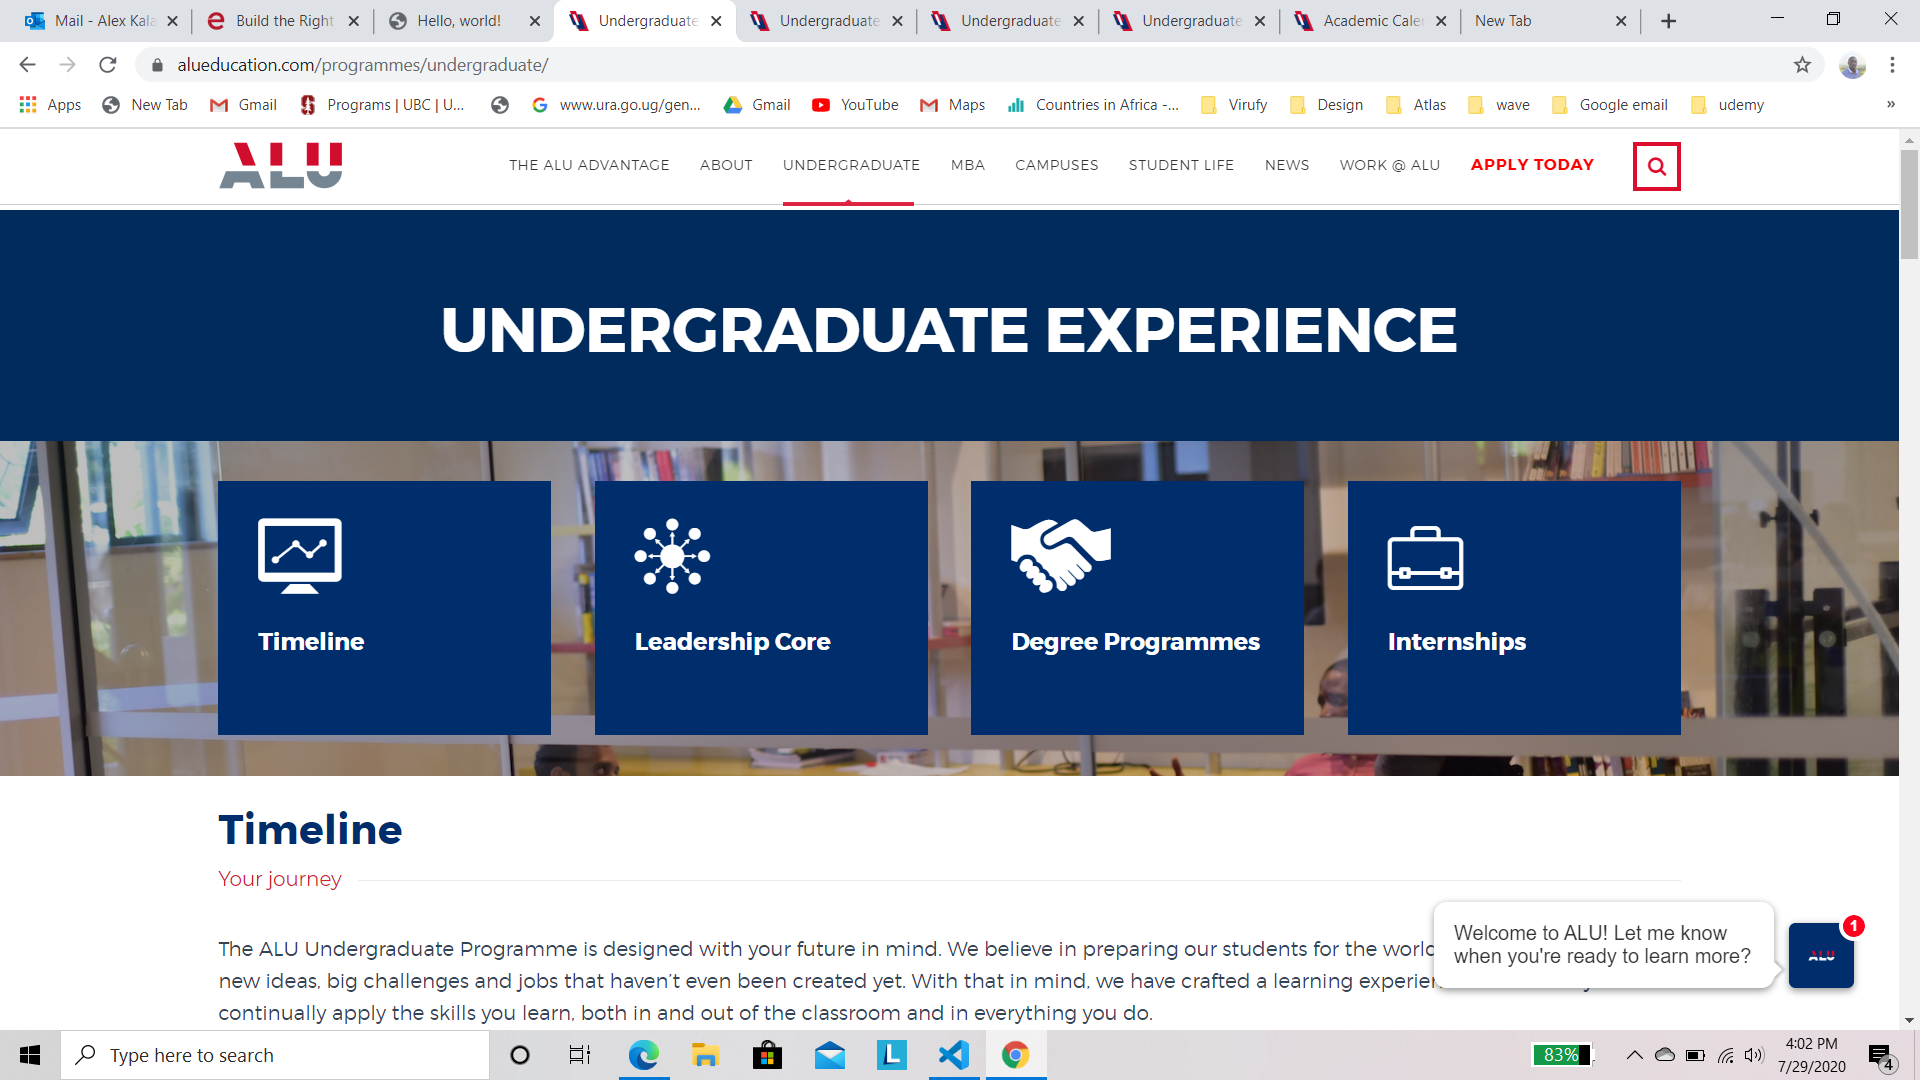 Mail - Alex Kala
Build the Right
Hello, world!
Undergraduate
Undergraduate
Undergraduate
Undergraduate
Academic Caler
New Tab
alueducation.com/programmes/undergraduate/
Apps
New Tab
Gmail
Programs | UBC | U...
www.ura.go.ug/gen...
Gmail
YouTube
Maps
Countries in Africa -...
Virufy
Design
Atlas
wave
Google email
udemy
»
ALU
THE ALU ADVANTAGE
ABOUT
UNDERGRADUATE
MBA
CAMPUSES
STUDENT LIFE
NEWS
WORK @ ALU
APPLY TODAY
UNDERGRADUATE EXPERIENCE
Timeline
Leadership Core
Degree Programmes
Internships
Timeline
Your journey
The ALU Undergraduate Programme is designed with your future in mind. We believe in preparing our students for the world
new ideas, big challenges and jobs that haven't even been created yet. With that in mind, we have crafted a learning
continually apply the skills you learn, both in and out of the classroom and in everything you do.
Welcome to ALU! Let me know
when you're ready to learn more?
1
ALU
Type here to search
83%
4:02 PM
7/29/2020
4